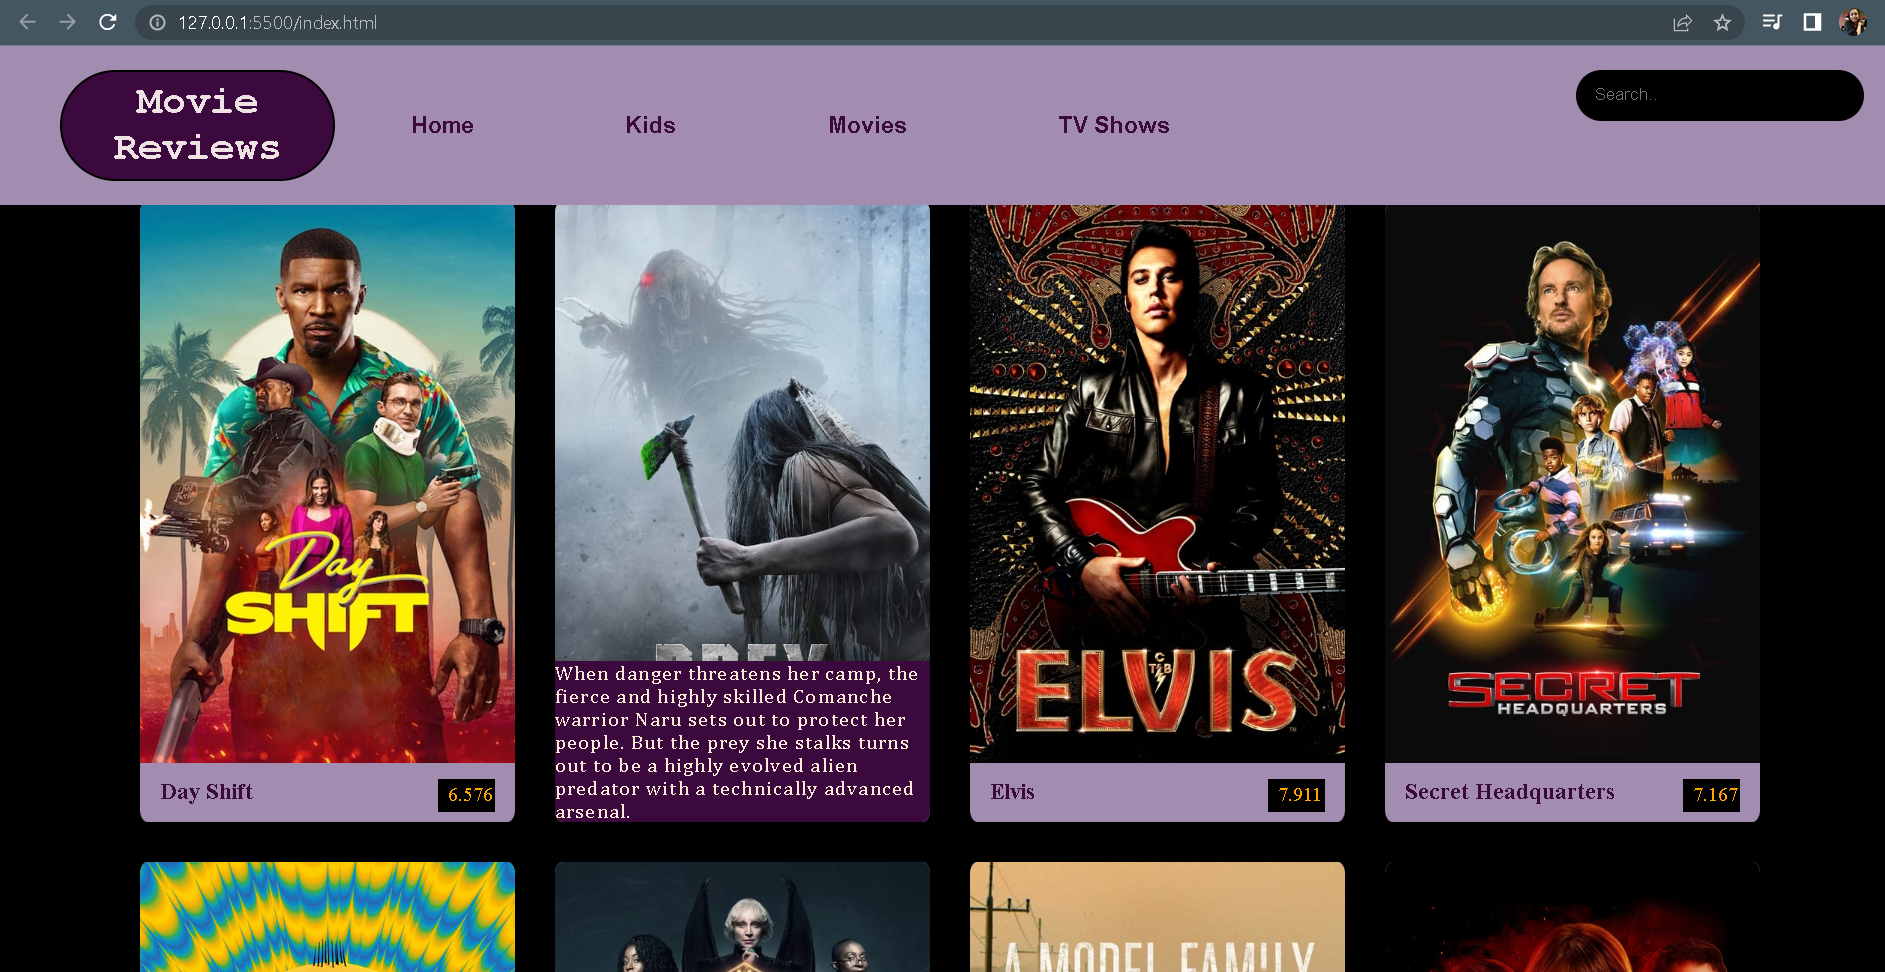 127.0.0.1:5500/index.html
Movie
Reviews
Home
Kids
Movies
TV Shows
Search..
Day
SHIFT
PREY
ELVIS
TCB
™
SECRET
HEADQUARTERS
When danger threatens her camp, the
fierce and highly skilled Comanche
warrior Naru sets out to protect her
people. But the prey she stalks turns
out to be a highly evolved alien
predator with a technically advanced
arsenal.
Day Shift
6.576
Elvis
7.911
Secret Headquarters
7.167
A MODEL FAMILY